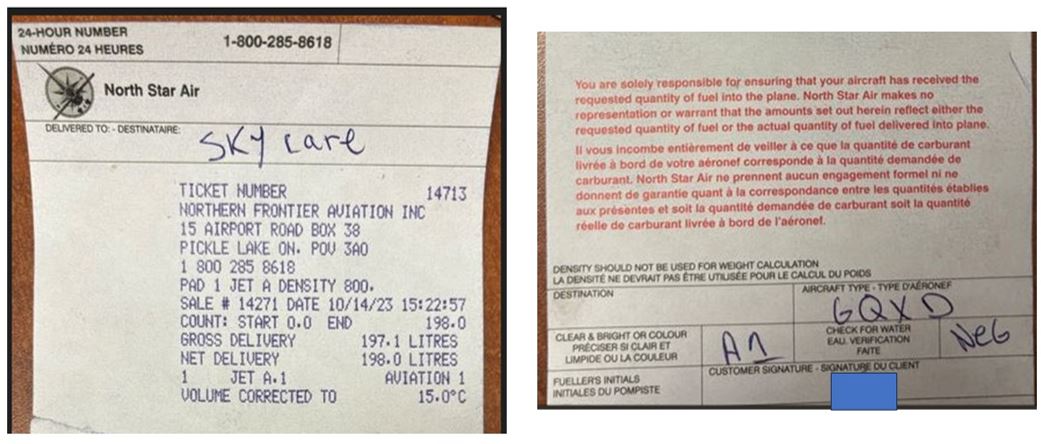 24-HOUR NUMBER
NUMÉRO 24 HEURES
1-800-285-8618
North Star Air
DELIVERED TO: - DESTINATAIRE:
SKY care
TICKET NUMBER 14713
NORTHERN FRONTIER AVIATION INC
15 AIRPORT ROAD BOX 38
PICKLE LAKE ON. POV 3AO
1 800 285 8618
PAD 1 JET A DENSITY 800.
SALE # 14271 DATE 10/14/23 15:22:57
COUNT: START 0.0 END 198.0
GROSS DELIVERY 197.1 LITRES
NET DELIVERY 198.0 LITRES
1 JET A.1 AVIATION 1
VOLUME CORRECTED TO 15.0°C
You are solely responsible for ensuring that your aircraft has received the
requested quantity of fuel into the plane. North Star Air makes no
representation or warrant that the amounts set out herein reflect either the
requested quantity of fuel or the actual quantity of fuel delivered into plane.
Il vous incombe entièrement de veiller à ce que la quantité de carburant
livrée à bord de votre aéronef corresponde à la quantité demandée de
carburant. North Star Air ne prennent aucun engagement formel ni ne
donnent de garantie quant à la correspondance entre les quantités établies
aux présentes et soit la quantité demandée de carburant soit la quantité
réelle de carburant livrée à bord de l'aéronef.
DENSITY SHOULD NOT BE USED FOR WEIGHT CALCULATION
LA DENSITÉ NE DEVRAIT PAS ÊTRE UTILISÉE POUR LE CALCUL DU POIDS
DESTINATION
AIRCRAFT TYPE - TYPE D'AÉRONEF
GQXD
CLEAR & BRIGHT OR COLOUR
PRÉCISER SI CLAIR ET
LIMPIDE OU LA COULEUR
A1
CHECK FOR WATER
EAU. VERIFICATION
FAITE
NeG
FUELLER'S INITIALS
INITIALES DU POMPISTE
CUSTOMER SIGNATURE - SIGNATURE DU CLIENT